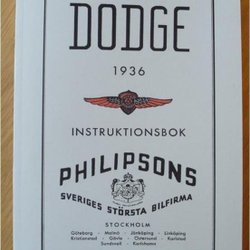 DODGE
1936
INSTRUKTIONSBOK
PHILIPSONS
SVERIGES STÖRSTA BILFIRMA
STOCKHOLM
Göteborg - Malmö - Jönköping - Linköping
Kristianstad - Gävle - Östersund - Karlstad
Sundsvall - Karlshamn